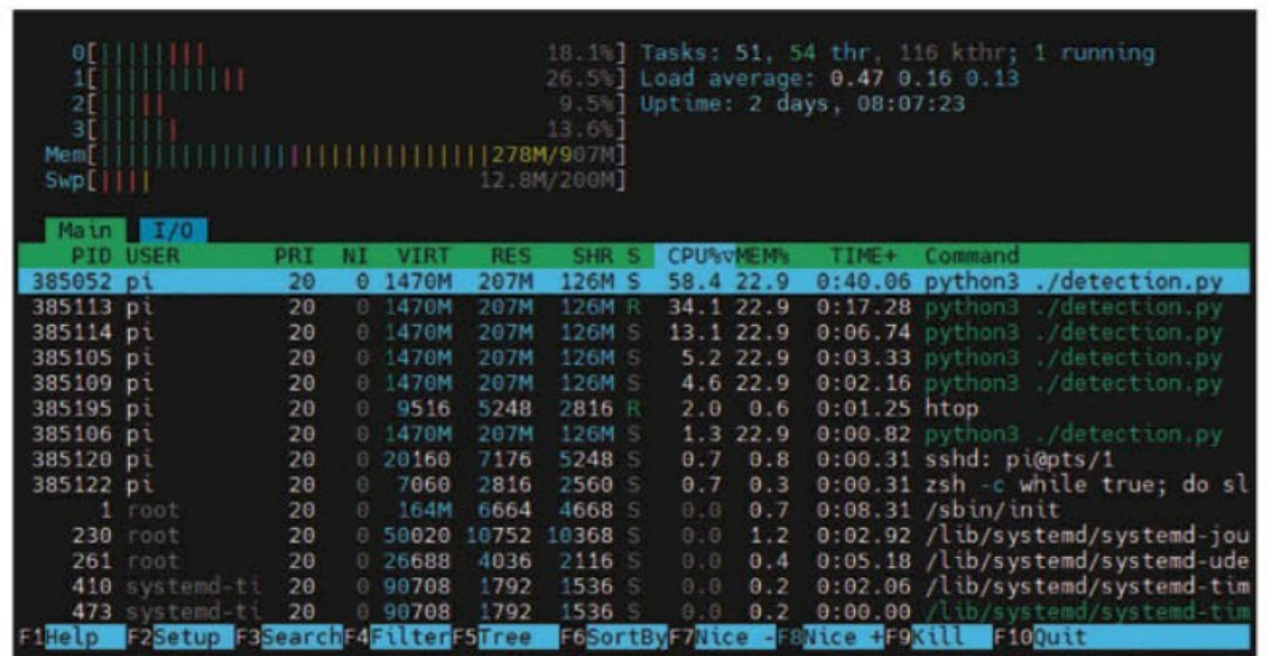 0[|||||||| 18.1%] Tasks: 51, 54 thr, 116 kthr; 1 running
1[||||||||||| 26.5%] Load average: 0.47 0.16 0.13
2[||||| 9.5%] Uptime: 2 days, 08:07:23
3[|||||| 13.6%]
Mem[|||||||||||||||||||||||||||278M/907M]
Swp[|||| 12.8M/200M]
Main I/O
PID USER PRI NI VIRT RES SHR S CPU%▽MEM% TIME+ Command
385052 pi 20 0 1470M 207M 126M S 58.4 22.9 0:40.06 python3 ./detection.py
385113 pi 20 0 1470M 207M 126M R 34.1 22.9 0:17.28 python3 ./detection.py
385114 pi 20 0 1470M 207M 126M S 13.1 22.9 0:06.74 python3 ./detection.py
385105 pi 20 0 1470M 207M 126M S 5.2 22.9 0:03.33 python3 ./detection.py
385109 pi 20 0 1470M 207M 126M S 4.6 22.9 0:02.16 python3 ./detection.py
385195 pi 20 0 9516 5248 2816 R 2.0 0.6 0:01.25 htop
385106 pi 20 0 1470M 207M 126M S 1.3 22.9 0:00.82 python3 ./detection.py
385120 pi 20 0 20160 7176 5248 S 0.7 0.8 0:00.31 sshd: pi@pts/1
385122 pi 20 0 7060 2816 2560 S 0.7 0.3 0:00.31 zsh -c while true; do sl
1 root 20 0 164M 6664 4668 S 0.0 0.7 0:08.31 /sbin/init
230 root 20 0 50020 10752 10368 S 0.0 1.2 0:02.92 /lib/systemd/systemd-jou
261 root 20 0 26688 4036 2116 S 0.0 0.4 0:05.18 /lib/systemd/systemd-ude
410 systemd-ti 20 0 90708 1792 1536 S 0.0 0.2 0:02.06 /lib/systemd/systemd-tim
473 systemd-ti 20 0 90708 1792 1536 S 0.0 0.2 0:00.00 /lib/systemd/systemd-tim
F1Help F2Setup F3SearchF4FilterF5Tree F6SortByF7Nice -F8Nice +F9Kill F10Quit